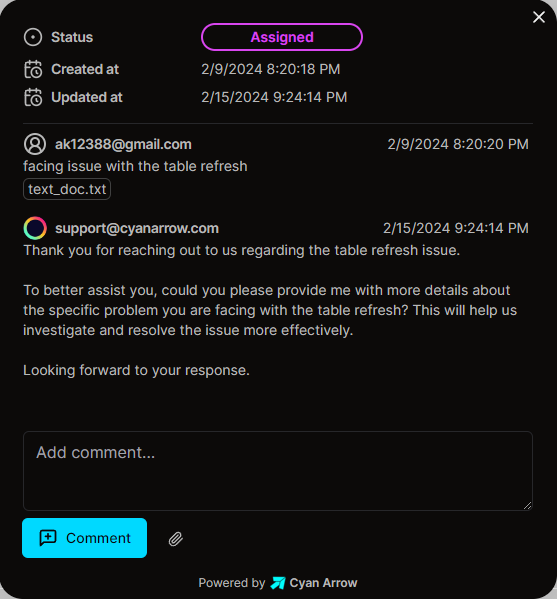 Status Assigned
Created at 2/9/2024 8:20:18 PM
Updated at 2/15/2024 9:24:14 PM
ak12388@gmail.com 2/9/2024 8:20:20 PM
facing issue with the table refresh
text_doc.txt
support@cyanarrow.com 2/15/2024 9:24:14 PM
Thank you for reaching out to us regarding the table refresh issue.
To better assist you, could you please provide me with more details about
the specific problem you are facing with the table refresh? This will help us
investigate and resolve the issue more effectively.
Looking forward to your response.
Add comment...
Comment
Powered by Cyan Arrow